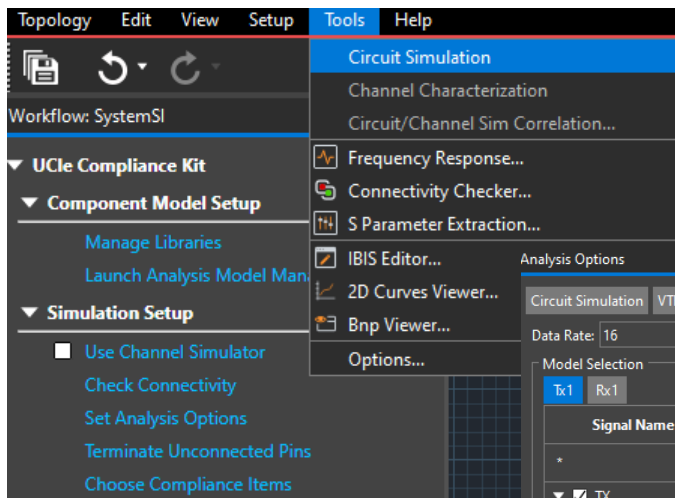 Topology Edit View Setup Tools Help
Circuit Simulation
Channel Characterization
Circuit/Channel Sim Correlation...
Frequency Response...
Connectivity Checker...
S Parameter Extraction...
IBIS Editor...
2D Curves Viewer...
Bnp Viewer...
Options...
Workflow: SystemSI
UCIe Compliance Kit
Component Model Setup
Manage Libraries
Launch Analysis Model Man
Simulation Setup
Use Channel Simulator
Check Connectivity
Set Analysis Options
Terminate Unconnected Pins
Choose Compliance Items
Analysis Options
Circuit Simulation
Data Rate: 16
Model Selection
Tx1 Rx1
Signal Name
*
TX